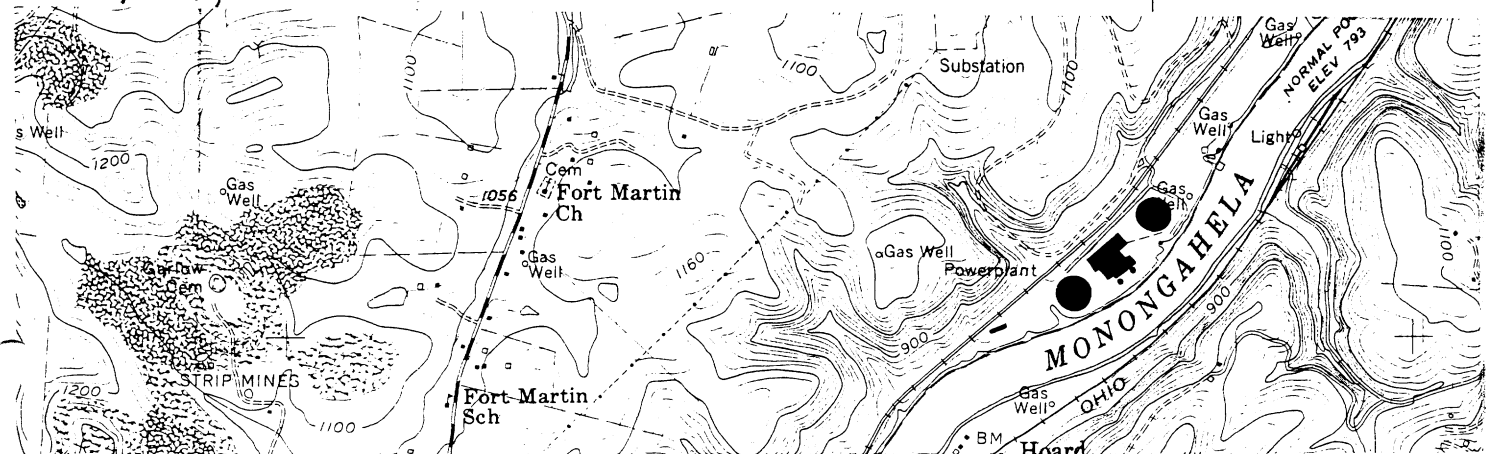 Gas
Well
NORMAL POO
ELEV 793
1100
1100
Substation
1100
s Well
Gas
Well
Light
1200
Cem
Gas
Well
1056
Fort Martin
Ch
Gas
ell
MONONGAHELA
Gas
Well
1160
Gas Well
Powerplant
1100
Garlow
Cem
900
900
STRIP MINES
1200
Fort Martin
Sch
Gas
Well
OHIO
1100
BM
Hoard